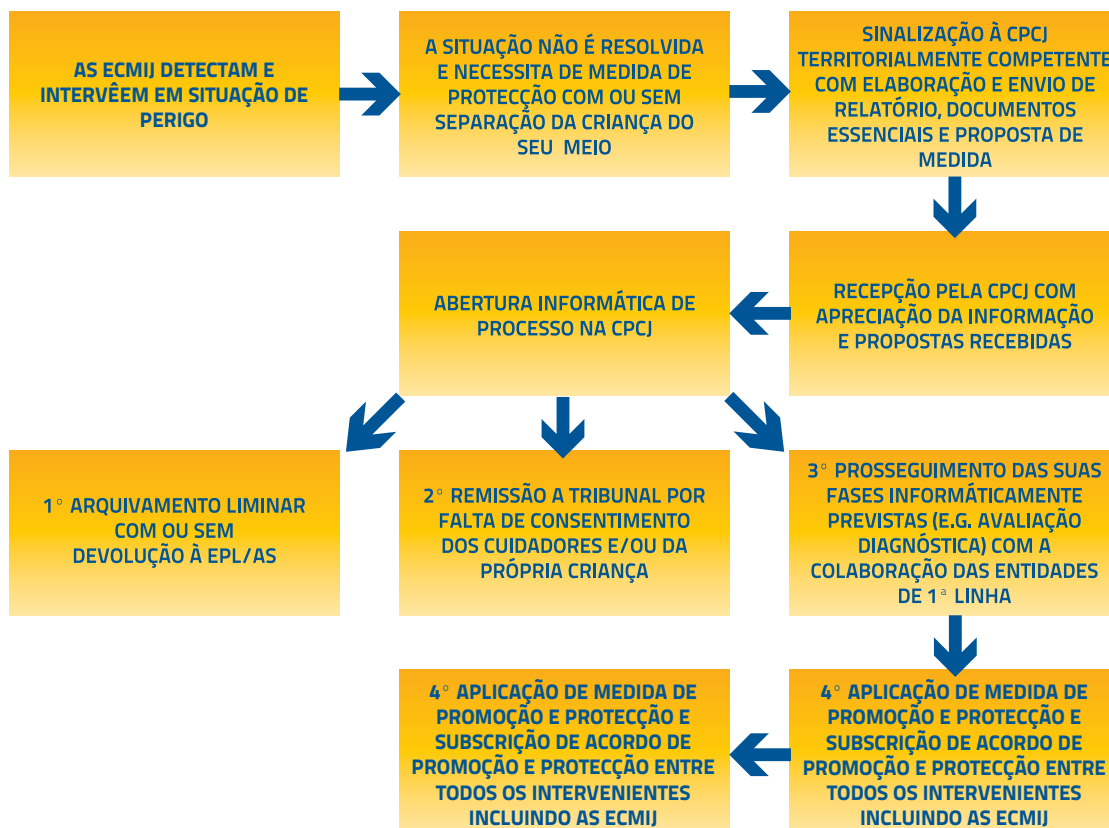 AS ECMIJ DETECTAM E
INTERVÊEM EM SITUAÇÃO DE
PERIGO
A SITUAÇÃO NÃO É RESOLVIDA
E NECESSITA DE MEDIDA DE
PROTECÇÃO COM OU SEM
SEPARAÇÃO DA CRIANÇA DO
SEU MEIO
SINALIZAÇÃO À CPCJ
TERRITORIALMENTE COMPETENTE
COM ELABORAÇÃO E ENVIO DE
RELATÓRIO, DOCUMENTOS
ESSENCIAIS E PROPOSTA DE
MEDIDA
RECEPÇÃO PELA CPCJ COM
APRECIAÇÃO DA INFORMAÇÃO
E PROPOSTAS RECEBIDAS
ABERTURA INFORMÁTICA DE
PROCESSO NA CPCJ
1° ARQUIVAMENTO LIMINAR
COM OU SEM
DEVOLUÇÃO À EPL/AS
2° REMISSÃO A TRIBUNAL POR
FALTA DE CONSENTIMENTO
DOS CUIDADORES E/OU DA
PRÓPRIA CRIANÇA
3° PROSSEGUIMENTO DAS SUAS
FASES INFORMÁTICAMENTE
PREVISTAS (E.G. AVALIAÇÃO
DIAGNÓSTICA) COM A
COLABORAÇÃO DAS ENTIDADES
DE 1ª LINHA
4° APLICAÇÃO DE MEDIDA DE
PROMOÇÃO E PROTECÇÃO E
SUBSCRIÇÃO DE ACORDO DE
PROMOÇÃO E PROTECÇÃO ENTRE
TODOS OS INTERVENIENTES
INCLUINDO AS ECMIJ
4° APLICAÇÃO DE MEDIDA DE
PROMOÇÃO E PROTECÇÃO E
SUBSCRIÇÃO DE ACORDO DE
PROMOÇÃO E PROTECÇÃO ENTRE
TODOS OS INTERVENIENTES
INCLUINDO AS ECMIJ